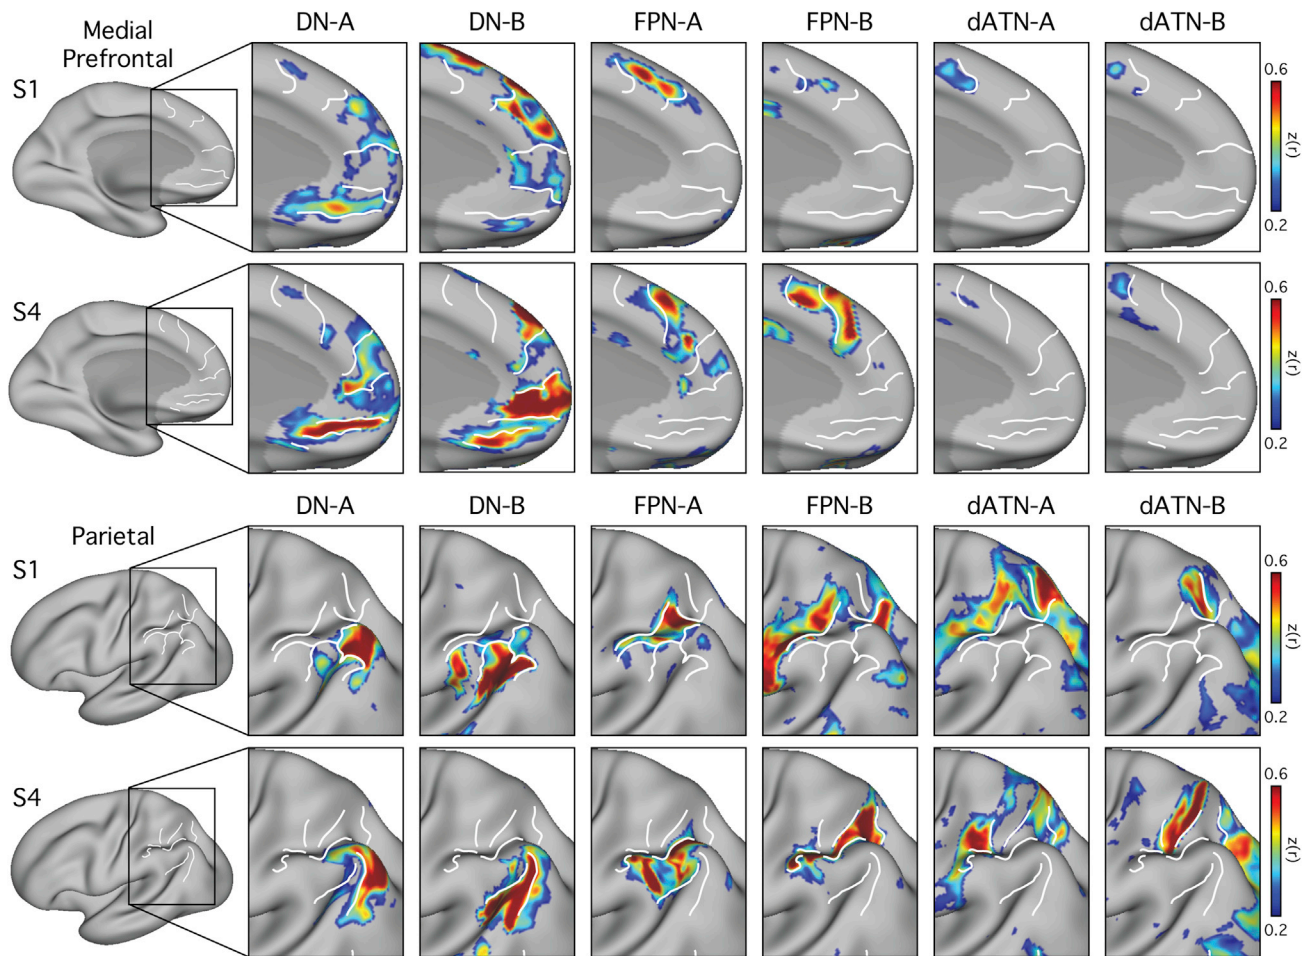 Medial
Prefrontal
DN-A DN-B FPN-A FPN-B dATN-A dATN-B
S1
0.6
z(r)
0.2
S4
0.6
z(r)
0.2
Parietal
DN-A DN-B FPN-A FPN-B dATN-A dATN-B
S1
0.6
z(r)
0.2
S4
0.6
z(r)
0.2